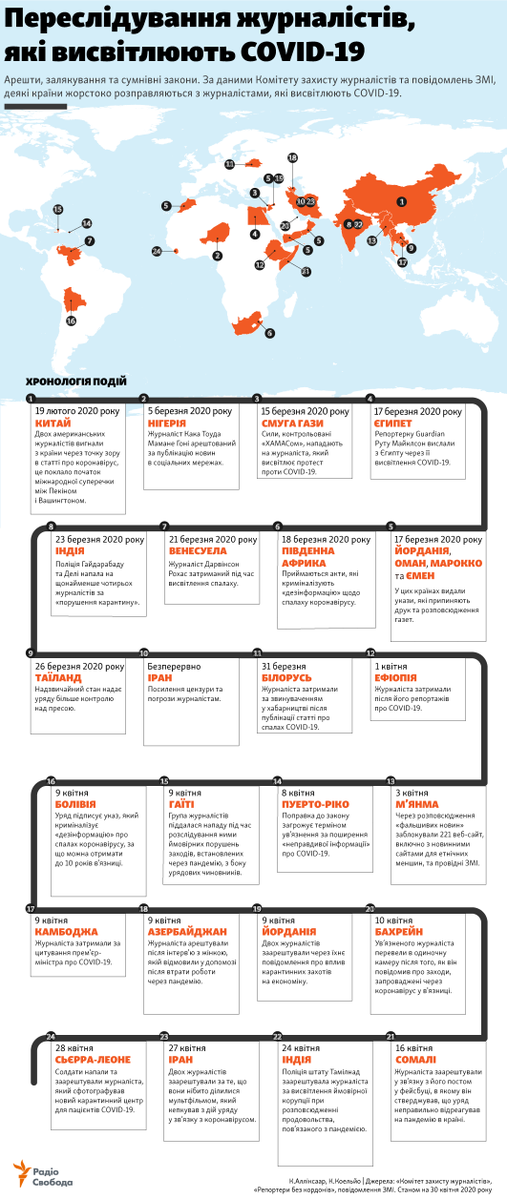 Переслідування журналістів,
які висвітлюють COVID-19
Арешти, залякування та сумнівні закони. За даними Комітету захисту журналістів та повідомлень ЗМІ,
деякі країни жорстоко розправляються з журналістами, які висвітлюють COVID-19.
18
11
5 19
3
10 23
1
15
14
5
7
20
8 22
4
5
9
13
24
2
5
12
17
21
16
6
ХРОНОЛОГІЯ ПОДІЙ
1
19 лютого 2020 року
КИТАЙ
Двох американських
журналістів вигнали
з країни через точку зору
в статті про коронавірус,
це поклало початок
міжнародної суперечки
між Пекіном
і Вашингтоном.
2
5 березня 2020 року
НІГЕРІЯ
Журналіст Кака Тоуда
Мамане Гоні арештований
за публікацію новин
в соціальних мережах.
3
15 березня 2020 року
СМУГА ГАЗИ
Сили, контрольовані
«ХАМАСом», нападають
на журналіста, який
висвітлює протест
проти COVID-19.
4
17 березня 2020 року
ЄГИПЕТ
Репортерку Guardian
Руту Майклсон вислали
з Єгипту через її
висвітлення COVID-19.
5
17 березня 2020 року
ЙОРДАНІЯ,
ОМАН, МАРОККО
та ЄМЕН
У цих країнах видали
укази, які припиняють
друк та розповсюдження
газет.
6
18 березня 2020 року
ПІВДЕННА
АФРИКА
Приймаються акти, які
криміналізують
«дезінформацію» щодо
спалаху коронавірусу.
7
21 березня 2020 року
ВЕНЕСУЕЛА
Журналіст Дарвінсон
Рохас затриманий під час
висвітлення спалаху.
8
23 березня 2020 року
ІНДІЯ
Поліція Гайдарабаду
та Делі напала на
щонайменше чотирьох
журналістів за
«порушення карантину».
9
26 березня 2020 року
ТАЇЛАНД
Надзвичайний стан надає
уряду більше контролю
над пресою.
10
Безперервно
ІРАН
Посилення цензури та
погрози журналістам.
11
31 березня
БІЛОРУСЬ
Журналіста затримали
за звинуваченням
у хабарництві після
публікації статті про
спалах COVID-19.
12
1 квітня
ЕФІОПІЯ
Журналіста затримали
після його репортажів
про COVID-19.
13
3 квітня
М'ЯНМА
Через розповсюдження
«фальшивих новин»
заблокували 221 веб-сайт,
включно з новинними
сайтами для етнічних
меншин, та провідні ЗМІ.
14
8 квітня
ПУЕРТО-РІКО
Поправка до закону
загрожує терміном
ув'язнення за поширення
«неправдивої інформації»
про COVID-19.
15
9 квітня
ГАЇТІ
Група журналістів
піддалася нападу під час
розслідування ними
ймовірних порушень
заходів, встановлених
через пандемію, з боку
урядових чиновників.
16
9 квітня
БОЛІВІЯ
Уряд підписує указ, який
криміналізує
«дезінформацію» про
спалах коронавірусу, за
що можна отримати
до 10 років в'язниці.
17
9 квітня
КАМБОДЖА
Журналіста затримали за
цитування прем'єр-
міністра про COVID-19.
18
9 квітня
АЗЕРБАЙДЖАН
Журналіста арештували
після інтерв'ю з жінкою,
якій відмовили у допомозі
після втрати роботи
через пандемію.
19
9 квітня
ЙОРДАНІЯ
Двох журналістів
заарештували через їхнє
повідомлення про вплив
карантинних захотів
на економіку.
20
10 квітня
БАХРЕЙН
Ув'язненого журналіста
перевели в одиночну
камеру після того, як він
повідомив про заходи,
запроваджені через
коронавірус у в'язниці.
21
16 квітня
СОМАЛІ
Журналіста заарештували
у зв'язку з його постом
у фейсбуці, в якому він
стверджував, що уряд
неправильно відреагував
на пандемію в країні.
22
24 квітня
ІНДІЯ
Поліція штату Тамілнад
заарештувала журналіста
за висвітлення ймовірної
корупції при
розповсюдженні
продовольства,
пов'язаного з пандемією.
23
27 квітня
ІРАН
Двох журналістів
заарештували за те, що
вони нібито ділилися
мультфільмом, який
непкував з дій уряду
у зв'язку з коронавірусом.
24
28 квітня
СЬЄРРА-ЛЕОНЕ
Солдати напали та
заарештували журналіста,
який сфотографував
новий карантинний центр
для пацієнтів COVID-19.
Радіо
Свобода
К.Аллінсаар, К.Коельйо | Джерела: «Комітет захисту журналістів»,
«Репортери без кордонів», повідомлення ЗМІ. Станом на 30 квітня 2020 року